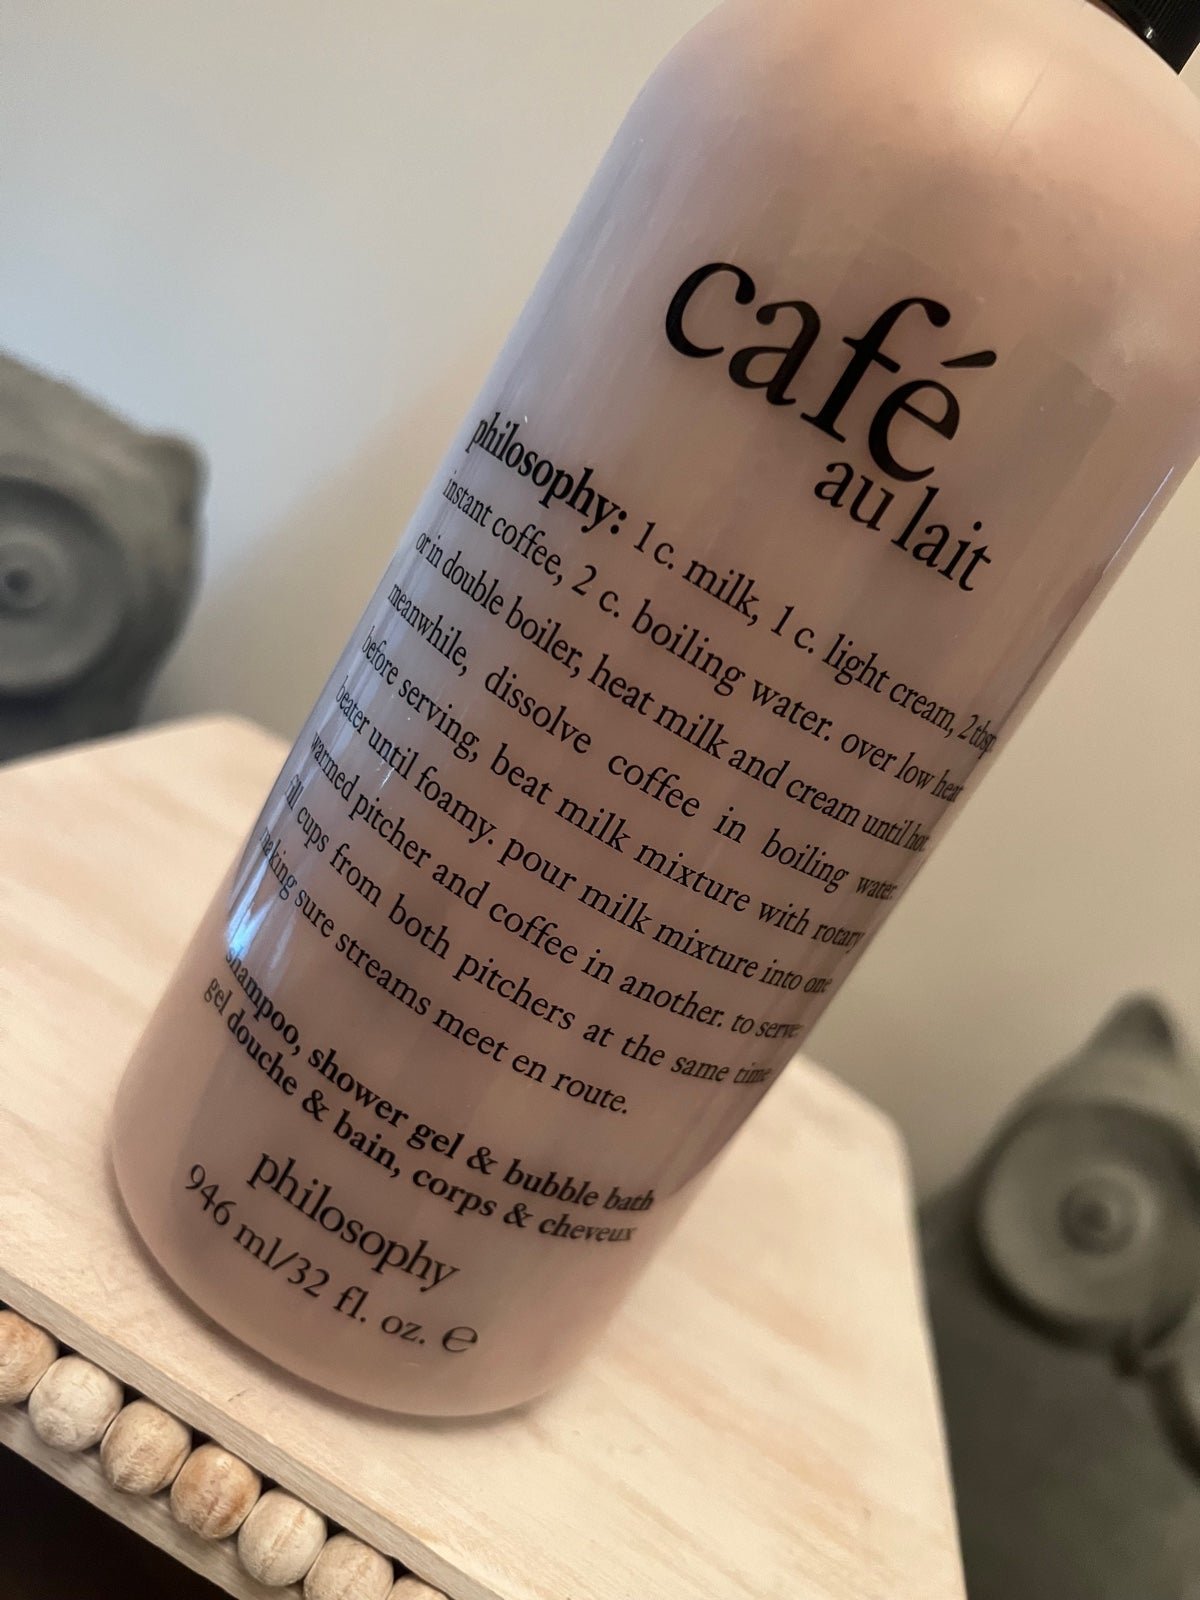 café
au lait
philosophy: 1 c. milk, 1 c. light cream, 2 tbsp.
instant coffee, 2 c. boiling water. over low heat
or in double boiler, heat milk and cream until hot.
meanwhile, dissolve coffee in boiling water.
before serving, beat milk mixture with rotary
beater until foamy. pour milk mixture into one
warmed pitcher and coffee in another. to serve:
fill cups from both pitchers at the same time
making sure streams meet en route.
shampoo, shower gel & bubble bath
gel douche & bain, corps & cheveux
philosophy
946 ml/32 fl. oz. ℮